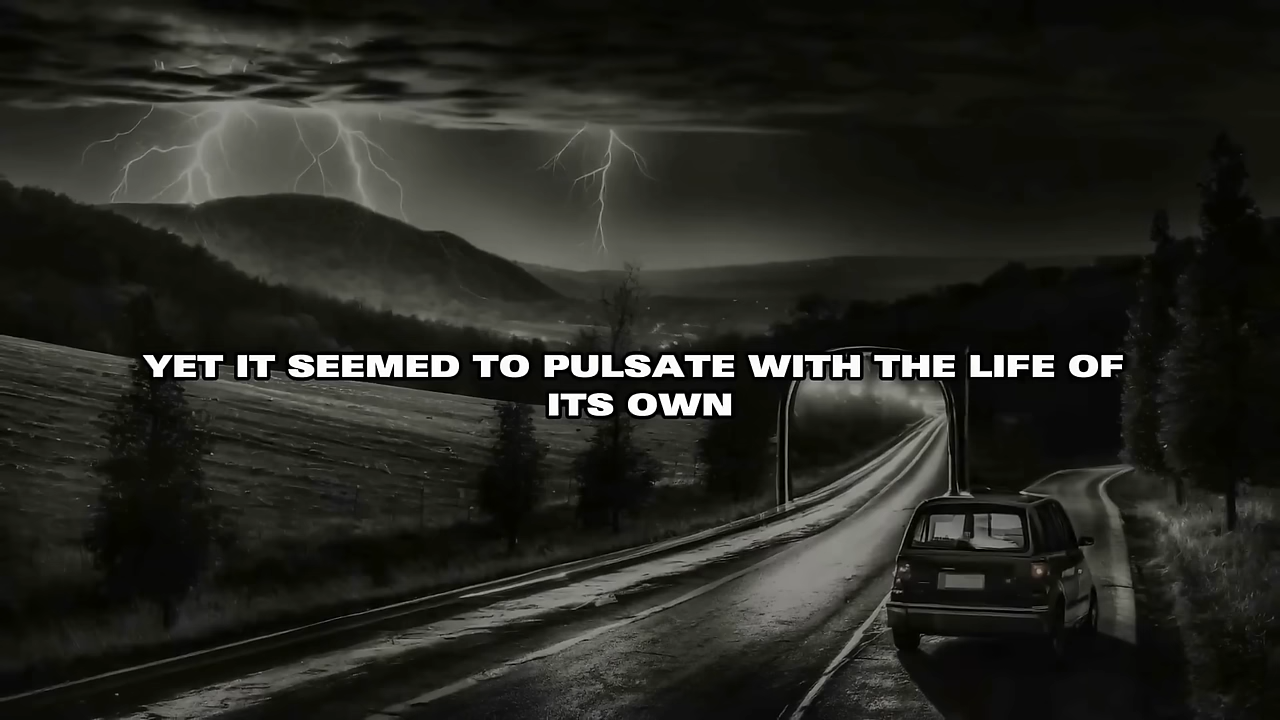 YET IT SEEMED TO PULSATE WITH THE LIFE OF
ITS OWN